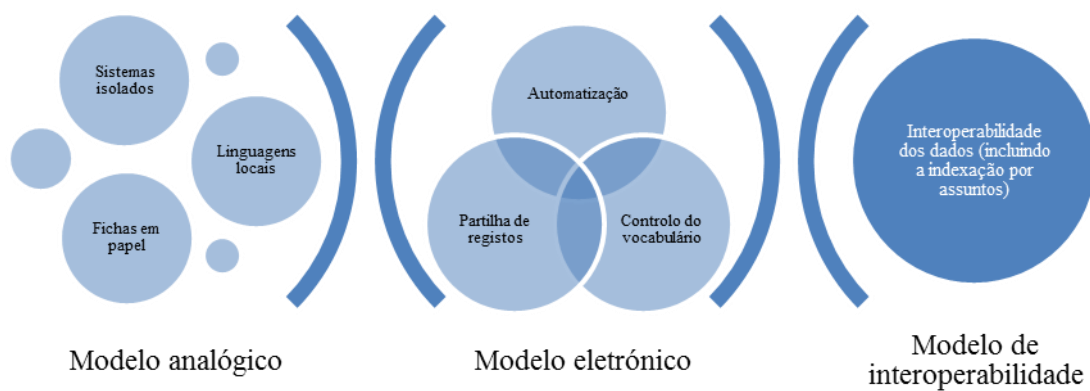 Sistemas
isolados
Linguagens
locais
Fichas em
papel
Modelo analógico
Automatização
Partilha de
registos
Controlo do
vocabulário
Modelo eletrónico
Interoperabilidade
dos dados (incluindo
a indexação por
assuntos)
Modelo de
interoperabilidade